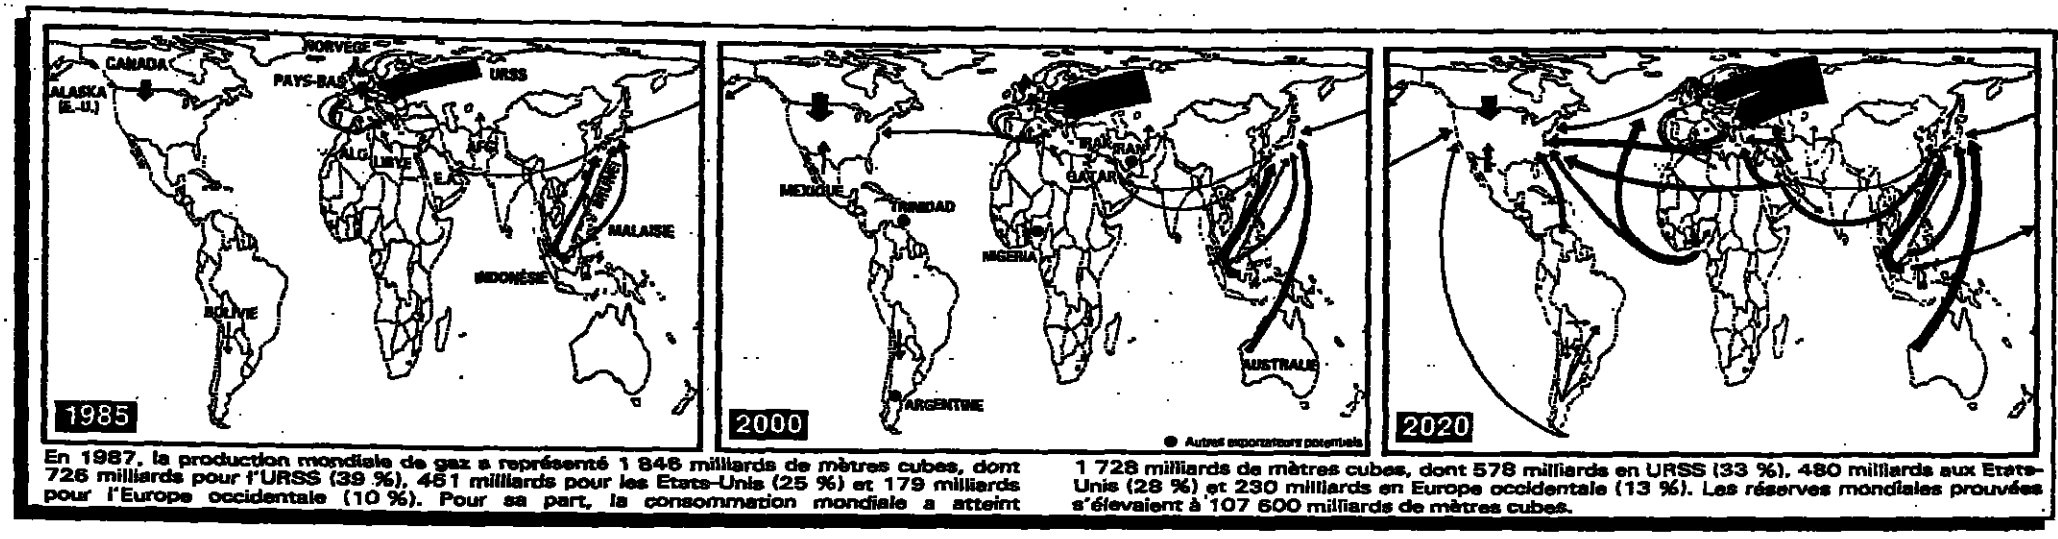 NORVÈGE
CANADA
PAYS-BAS
URSS
ALASKA
(E.-U.)
ALG.
LIBYE
AFG.
E.A.
BRUNEI
MALAISIE
INDONÉSIE
BOLIVIE
1985
IRAK
IRAN
QATAR
MEXIQUE
TRINIDAD
NIGERIA
AUSTRALIE
ARGENTINE
2000
Autres exportateurs potentiels
2020
En 1987, la production mondiale de gaz a représenté 1 846 milliards de mètres cubes, dont
726 milliards pour l'URSS (39 %), 461 milliards pour les Etats-Unis (25 %) et 179 milliards
pour l'Europe occidentale (10 %). Pour sa part, la consommation mondiale a atteint
1 728 milliards de mètres cubes, dont 578 milliards en URSS (33 %), 480 milliards aux Etats-
Unis (28 %) et 230 milliards en Europe occidentale (13 %). Les réserves mondiales prouvées
s'élevaient à 107 600 milliards de mètres cubes.